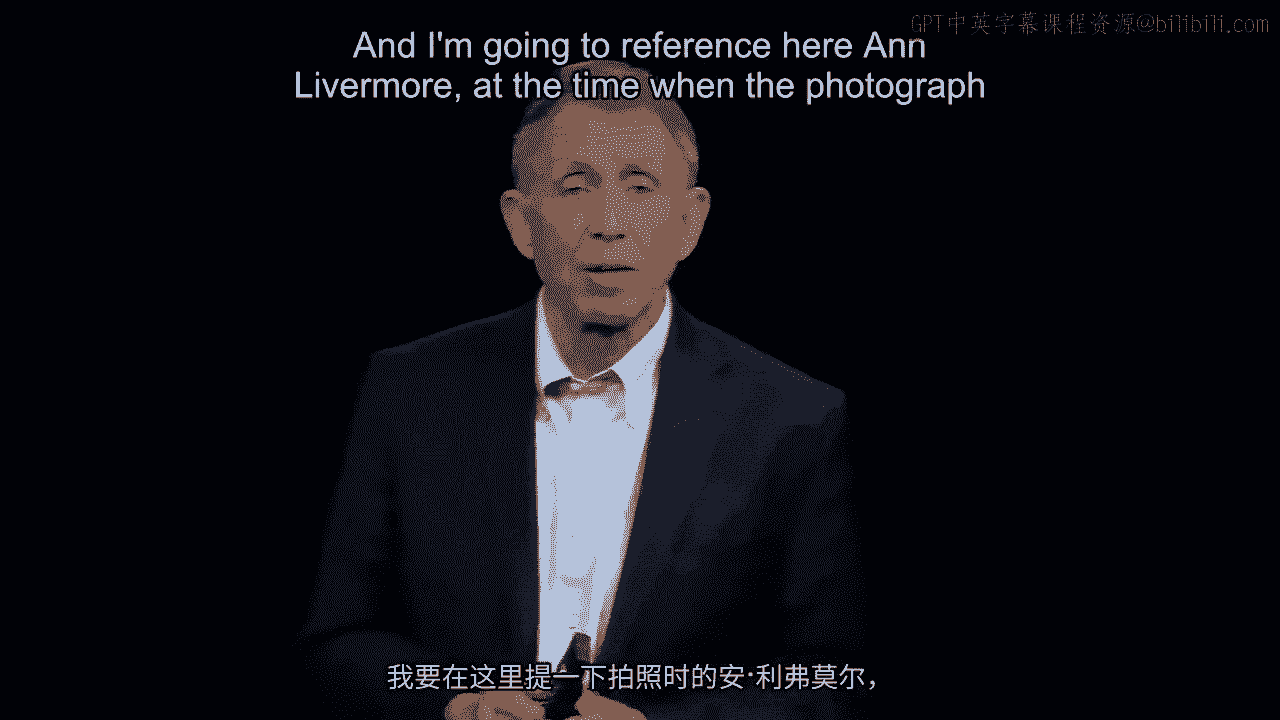 GPT中英字幕课程资源@bilibili.com
And I'm going to reference here Ann
Livermore, at the time when the photograph
我要在这里提一下拍照时的安·利弗莫尔，